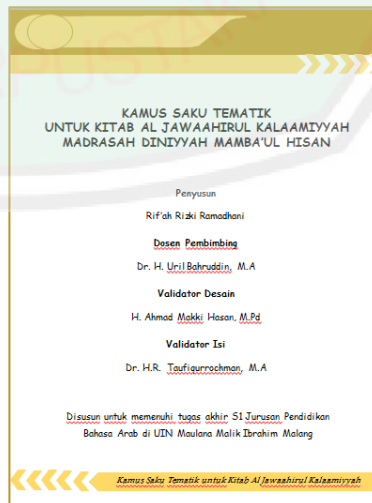 KAMUS SAKU TEMATIK
UNTUK KITAB AL JAWAAHIRUL KALAAMIYYAH
MADRASAH DINIYYAH MAMBA'UL HISAN
Penyusun
Rif'ah Rizki Ramadhani
Dosen Pembimbing
Dr. H. Uril Bahruddin, M.A
Validator Desain
H. Ahmad Makki Hasan, M.Pd
Validator Isi
Dr. H.R. Taufiqurrochman, M.A
Disusun untuk memenuhi tugas akhir S1 Jurusan Pendidikan
Bahasa Arab di UIN Maulana Malik Ibrahim Malang
Kamus Saku Tematik untuk Kitab Al Jawaahirul Kalaamiyyah